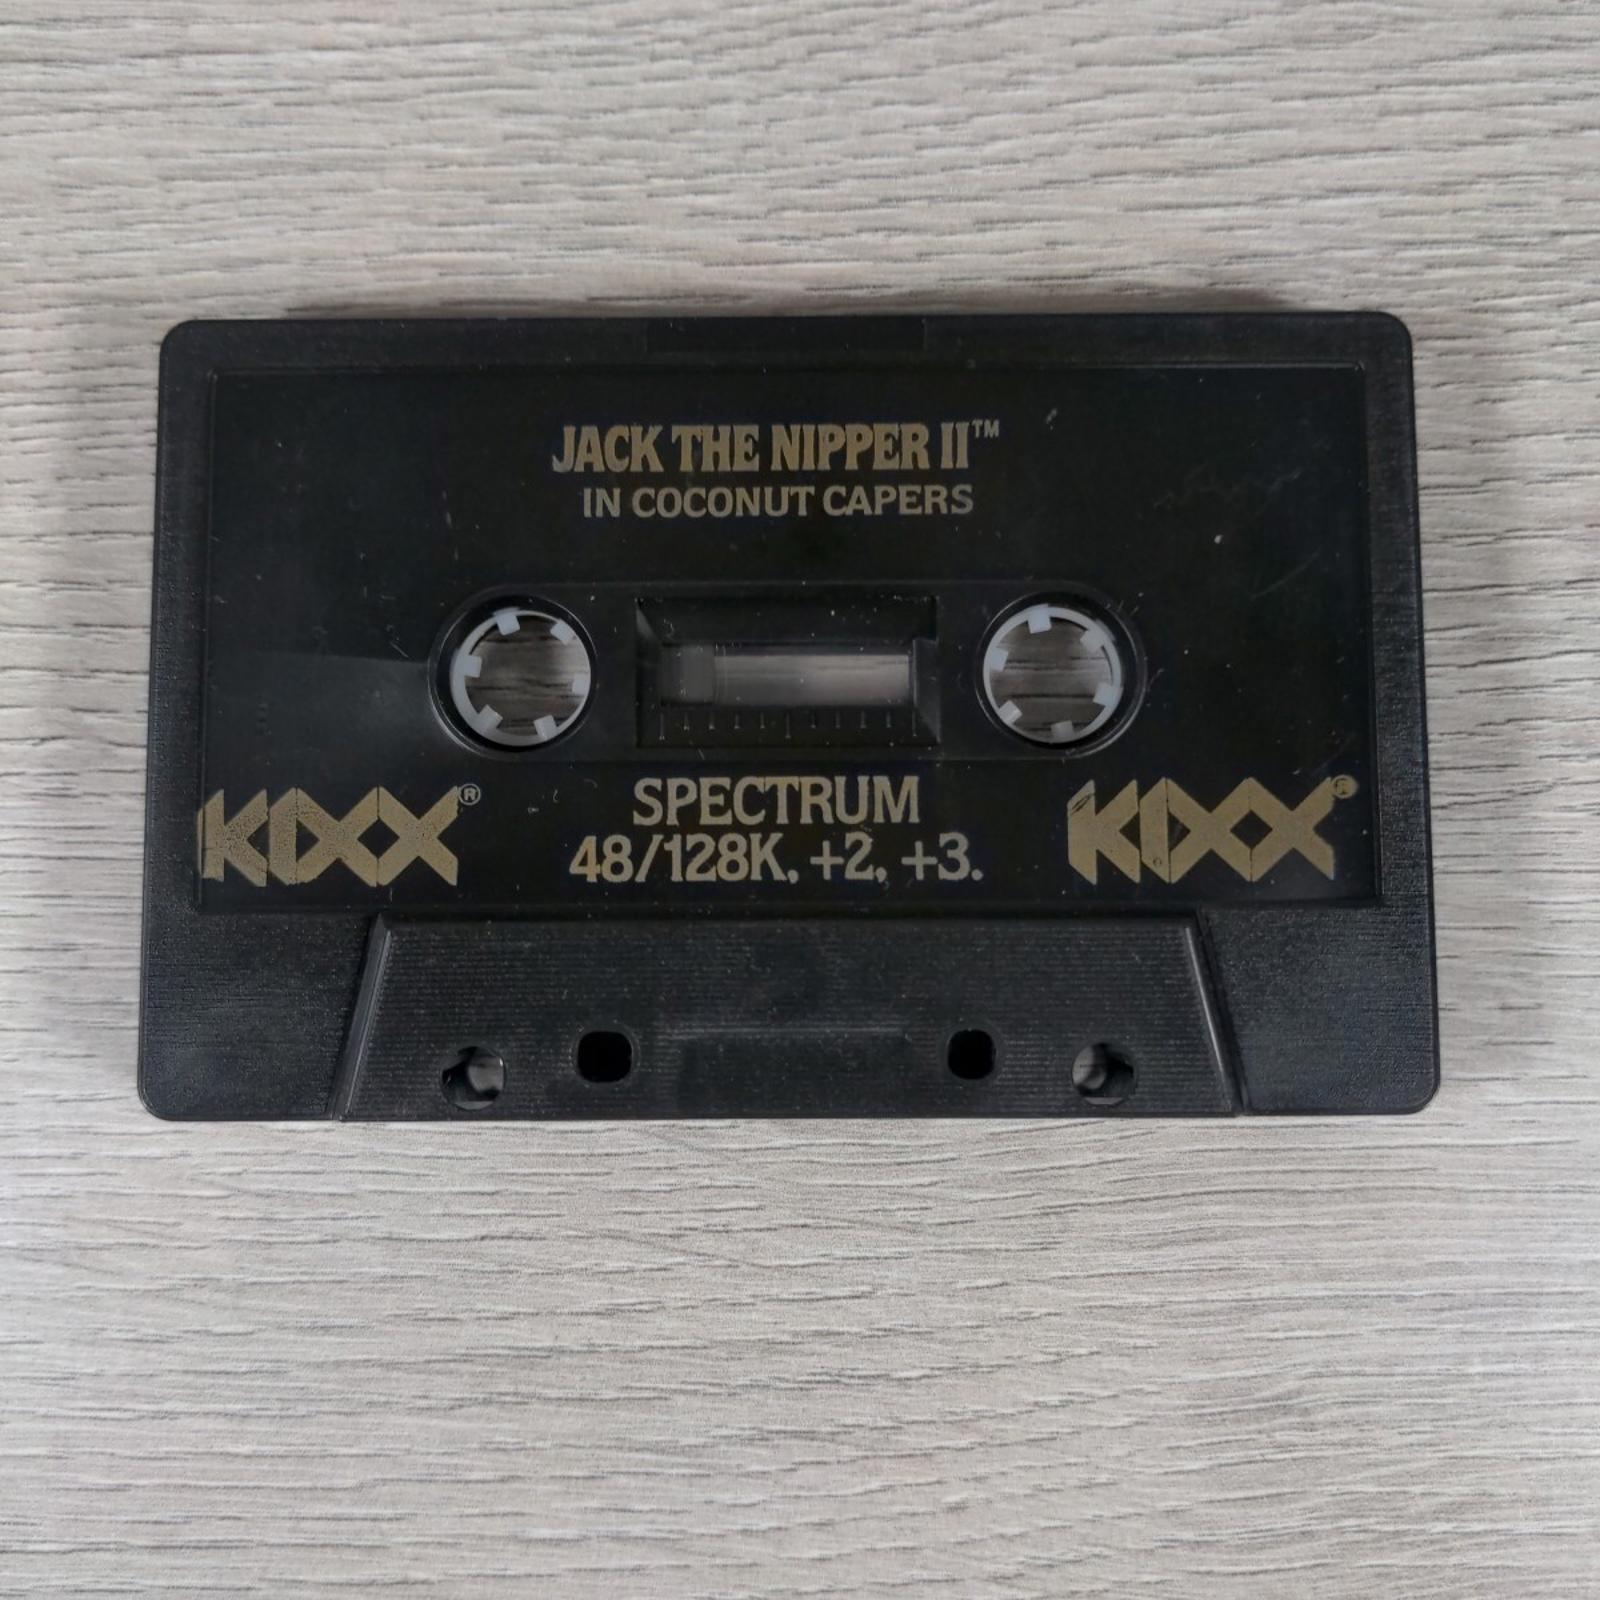 JACK THE NIPPER II™
IN COCONUT CAPERS
KIXX®
SPECTRUM
48/128K, +2, +3.
KIXX®